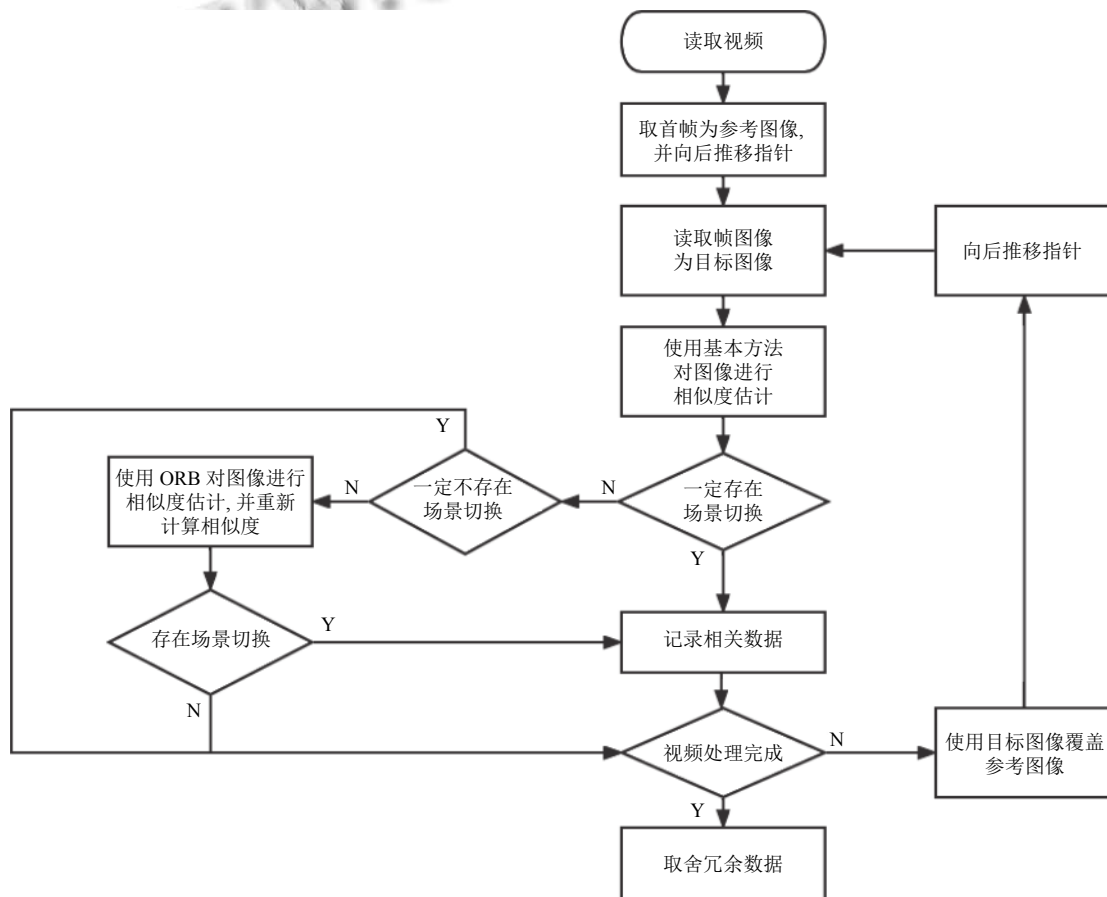 读取视频
取首帧为参考图像,
并向后推移指针
读取帧图像
为目标图像
向后推移指针
使用基本方法
对图像进行
相似度估计
Y
使用 ORB 对图像进行
相似度估计, 并重新
计算相似度
N
一定不存在
场景切换
N
一定存在
场景切换
Y
存在场景切换
Y
记录相关数据
N
视频处理完成
N
使用目标图像覆盖
参考图像
Y
取舍冗余数据